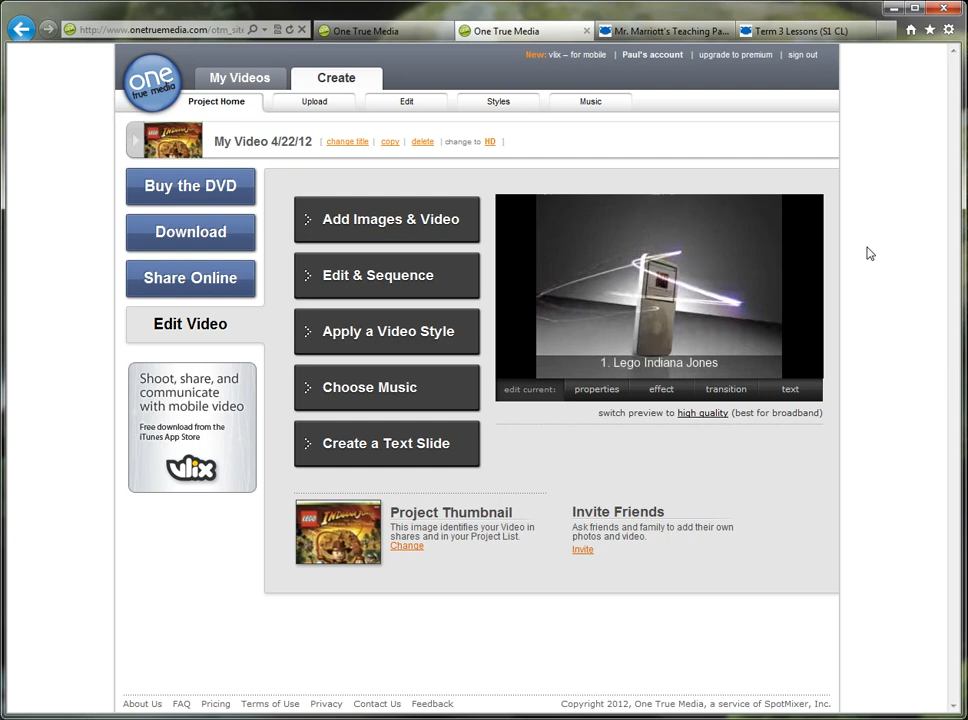 http://www.onetruemedia.com/otm_site
One True Media
One True Media
Mr. Marriott's Teaching Pa...
Term 3 Lessons (S1 CL)
one true media
My Videos
Create
New: vlix – for mobile | Paul's account | upgrade to premium | sign out
Project Home
Upload
Edit
Styles
Music
My Video 4/22/12 [ change title | copy | delete | change to HD ]
Buy the DVD
Download
Share Online
Edit Video
Shoot, share, and
communicate
with mobile video
Free download from the
iTunes App Store
vlix
Add Images & Video
Edit & Sequence
Apply a Video Style
Choose Music
Create a Text Slide
1. Lego Indiana Jones
edit current: properties effect transition text
switch preview to high quality (best for broadband)
LEGO INDIANA JONES
Project Thumbnail
This image identifies your Video in
shares and in your Project List.
Change
Invite Friends
Ask friends and family to add their own
photos and video.
Invite
About Us FAQ Pricing Terms of Use Privacy Contact Us Feedback
Copyright 2012, One True Media, a service of SpotMixer, Inc.